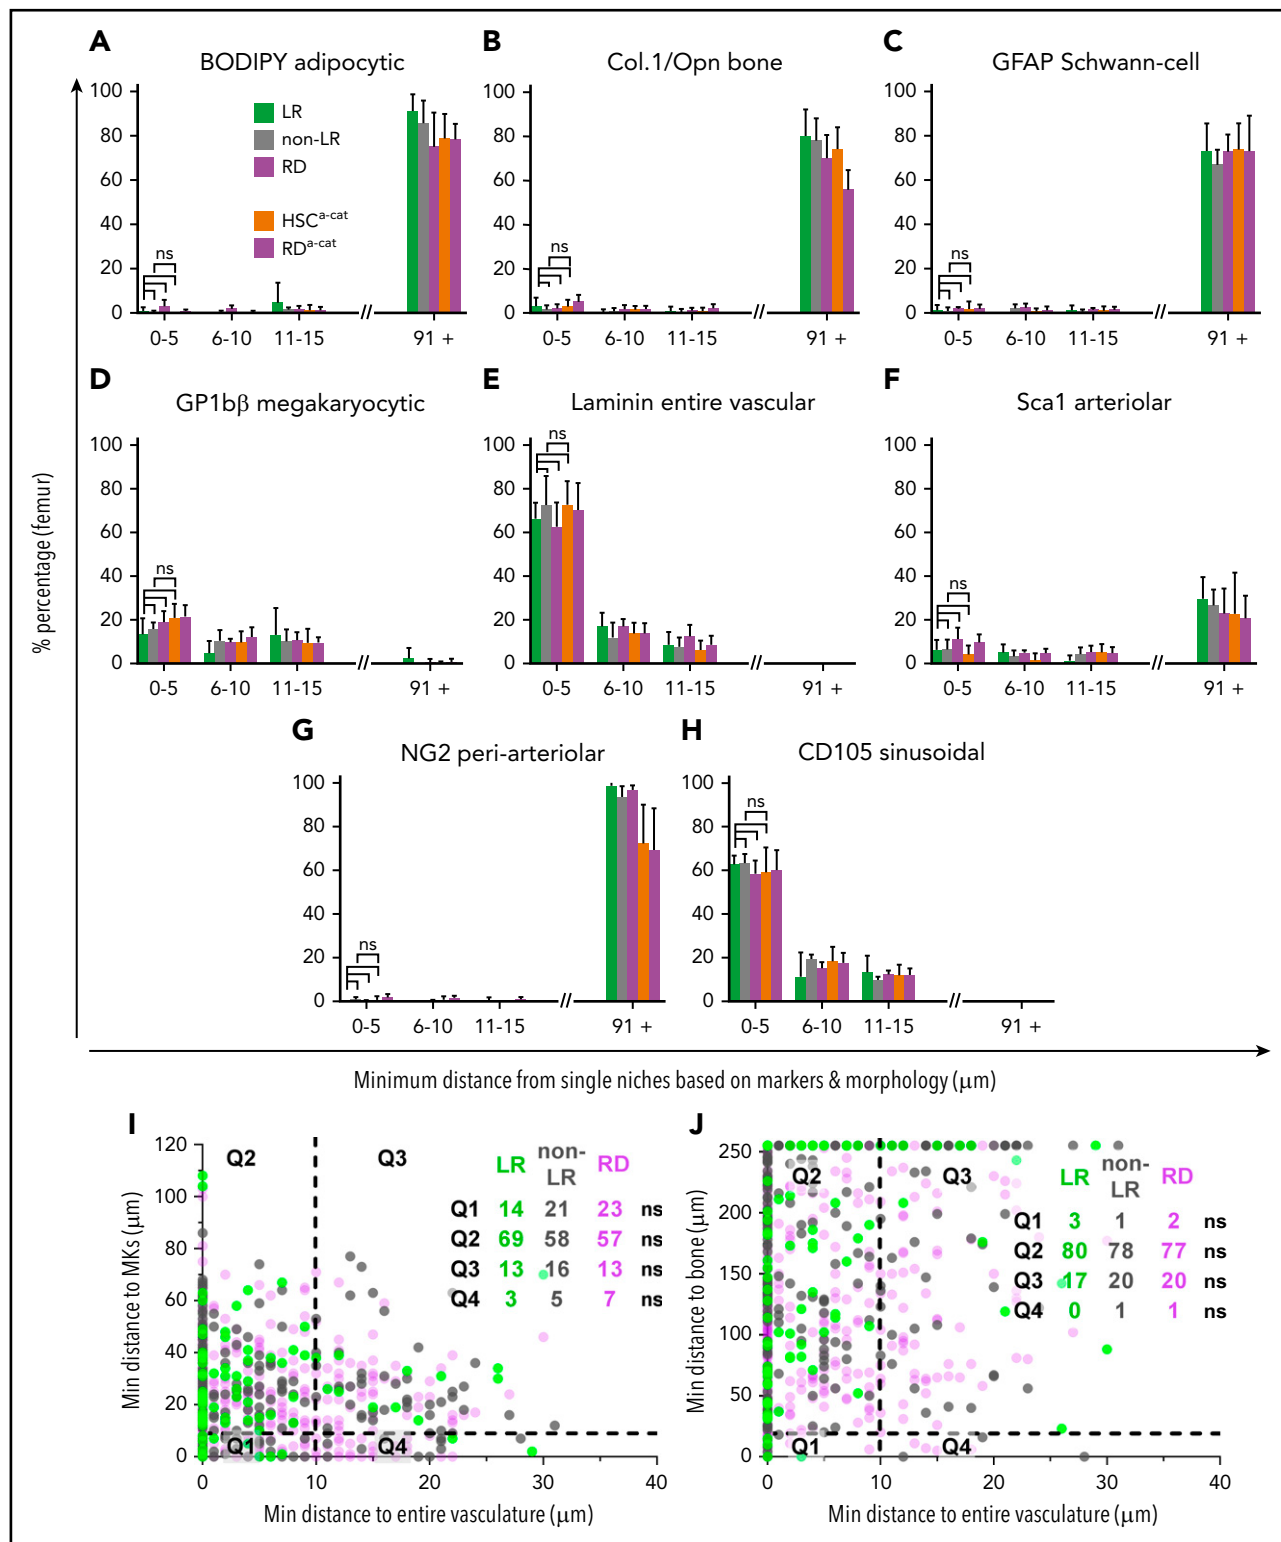 A
BODIPY adipocytic
100
80
60
40
20
0
LR
non-LR
RD
HSC^a-cat
RD^a-cat
ns
0-5 6-10 11-15 // 91 +
B
Col.1/Opn bone
100
80
60
40
20
0
ns
0-5 6-10 11-15 // 91 +
C
GFAP Schwann-cell
100
80
60
40
20
0
ns
0-5 6-10 11-15 // 91 +
D
GP1bβ megakaryocytic
100
80
60
40
20
0
ns
0-5 6-10 11-15 // 91 +
E
Laminin entire vascular
100
80
60
40
20
0
ns
0-5 6-10 11-15 // 91 +
F
Sca1 arteriolar
100
80
60
40
20
0
ns
0-5 6-10 11-15 // 91 +
% percentage (femur)
G
NG2 peri-arteriolar
100
80
60
40
20
0
ns
0-5 6-10 11-15 // 91 +
H
CD105 sinusoidal
100
80
60
40
20
0
ns
0-5 6-10 11-15 // 91 +
Minimum distance from single niches based on markers & morphology (μm)
I
Min distance to MKs (μm)
120
100
80
60
40
20
0
Q2 Q3
Q1 Q4
LR non-LR RD
Q1 14 21 23 ns
Q2 69 58 57 ns
Q3 13 16 13 ns
Q4 3 5 7 ns
0 10 20 30 40
Min distance to entire vasculature (μm)
J
Min distance to bone (μm)
250
200
150
100
50
0
Q2 Q3
Q1 Q4
LR non-LR RD
Q1 3 1 2 ns
Q2 80 78 77 ns
Q3 17 20 20 ns
Q4 0 1 1 ns
0 10 20 30 40
Min distance to entire vasculature (μm)